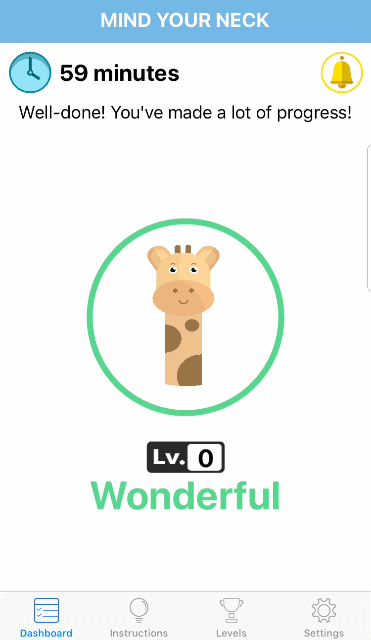 MIND YOUR NECK
59 minutes
Well-done! You've made a lot of progress!
Lv. 0
Wonderful
Dashboard Instructions Levels Settings